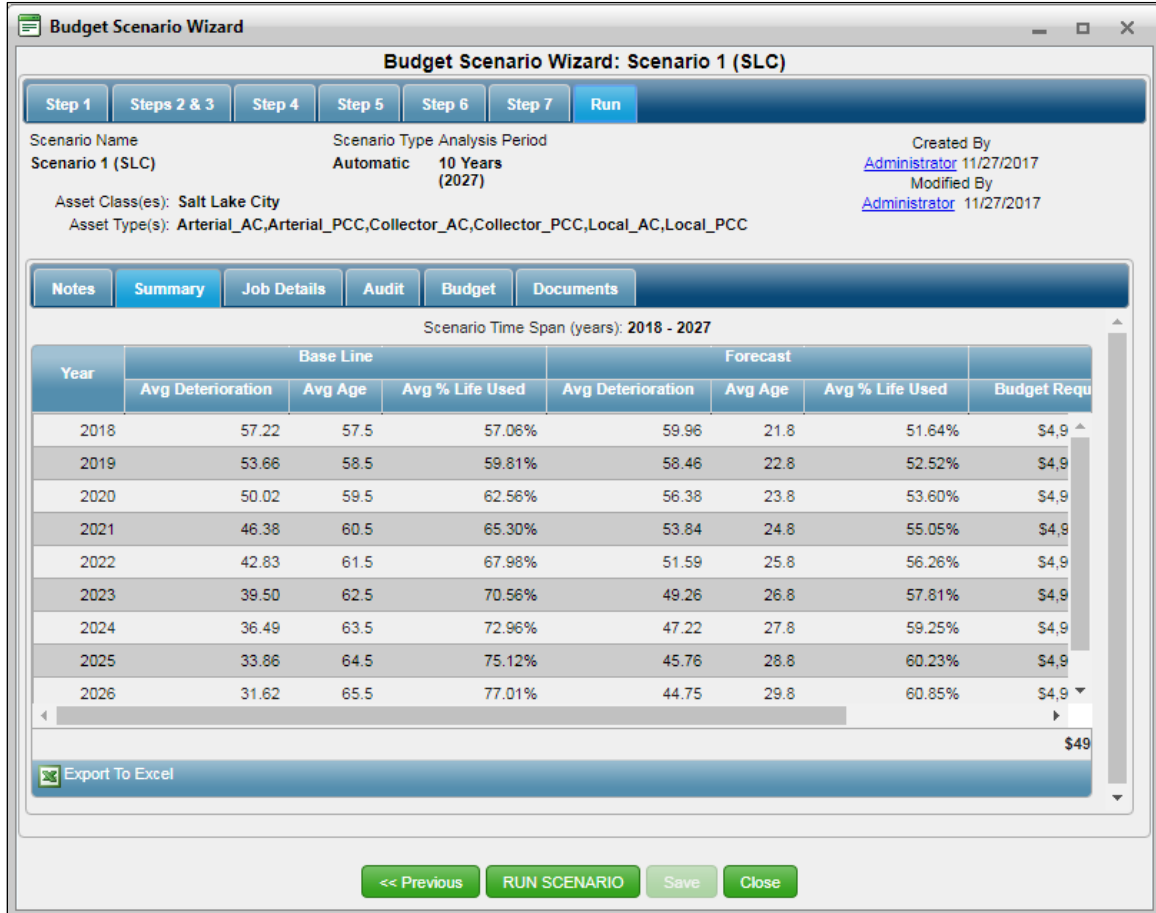 Budget Scenario Wizard
Budget Scenario Wizard: Scenario 1 (SLC)
Step 1 Steps 2 & 3 Step 4 Step 5 Step 6 Step 7 Run
Scenario Name Scenario Type Analysis Period Created By
Scenario 1 (SLC) Automatic 10 Years Administrator 11/27/2017
(2027) Modified By
Asset Class(es): Salt Lake City Administrator 11/27/2017
Asset Type(s): Arterial_AC,Arterial_PCC,Collector_AC,Collector_PCC,Local_AC,Local_PCC
Notes Summary Job Details Audit Budget Documents
Scenario Time Span (years): 2018 - 2027
Year Base Line Forecast
Avg Deterioration Avg Age Avg % Life Used Avg Deterioration Avg Age Avg % Life Used Budget Requ
2018 57.22 57.5 57.06% 59.96 21.8 51.64% $4,9
2019 53.66 58.5 59.81% 58.46 22.8 52.52% $4,9
2020 50.02 59.5 62.56% 56.38 23.8 53.60% $4,9
2021 46.38 60.5 65.30% 53.84 24.8 55.05% $4,9
2022 42.83 61.5 67.98% 51.59 25.8 56.26% $4,9
2023 39.50 62.5 70.56% 49.26 26.8 57.81% $4,9
2024 36.49 63.5 72.96% 47.22 27.8 59.25% $4,9
2025 33.86 64.5 75.12% 45.76 28.8 60.23% $4,9
2026 31.62 65.5 77.01% 44.75 29.8 60.85% $4,9
$49
Export To Excel
<< Previous RUN SCENARIO Save Close